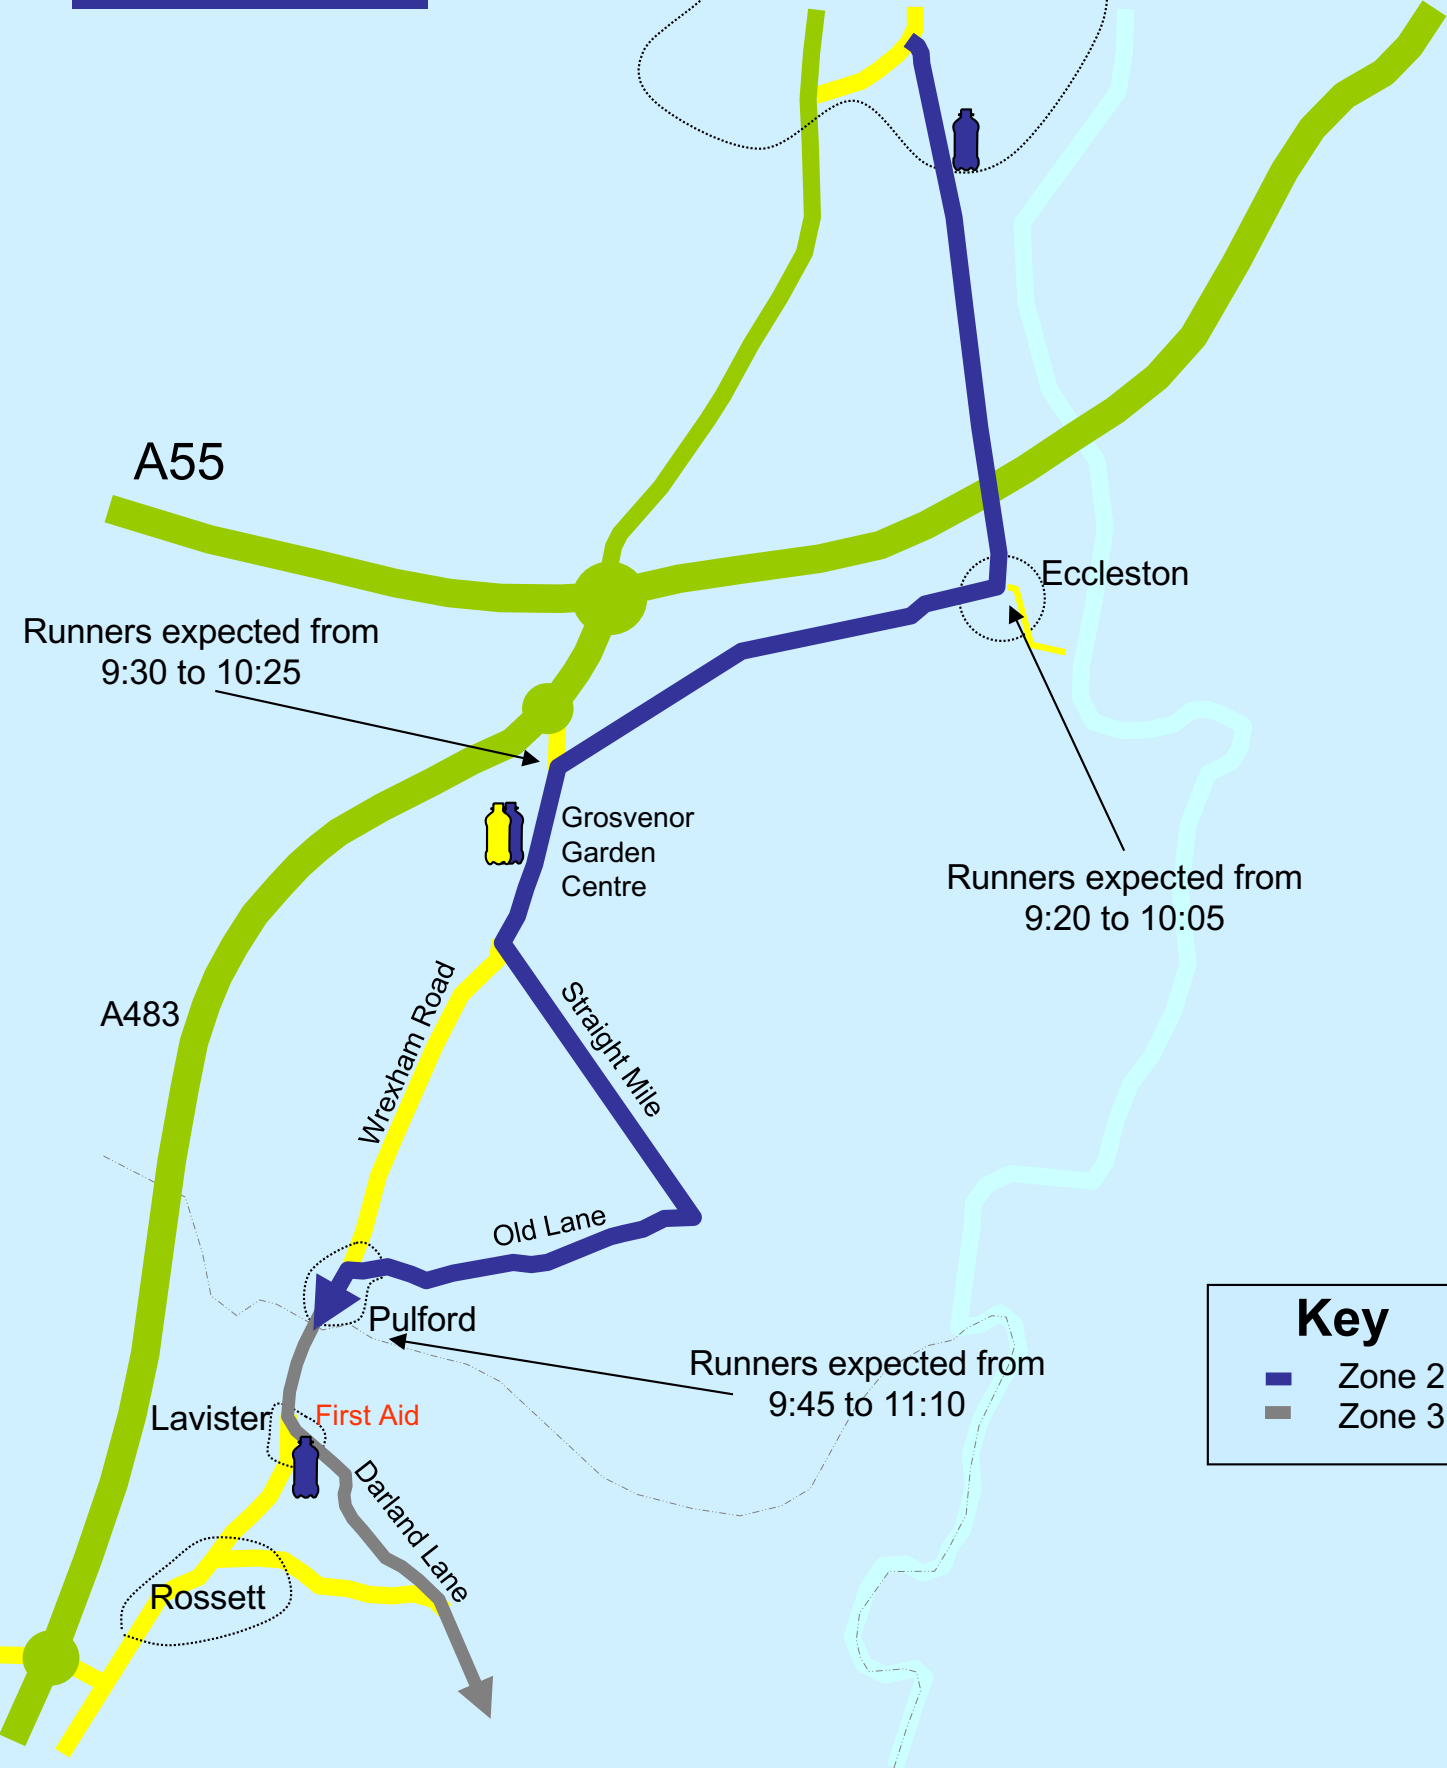 A55
Eccleston
Runners expected from
9:30 to 10:25
Grosvenor
Garden
Centre
Runners expected from
9:20 to 10:05
A483
Wrexham Road
Straight Mile
Old Lane
Pulford
Runners expected from
9:45 to 11:10
Key
Zone 2
Zone 3
Lavister
First Aid
Darland Lane
Rossett